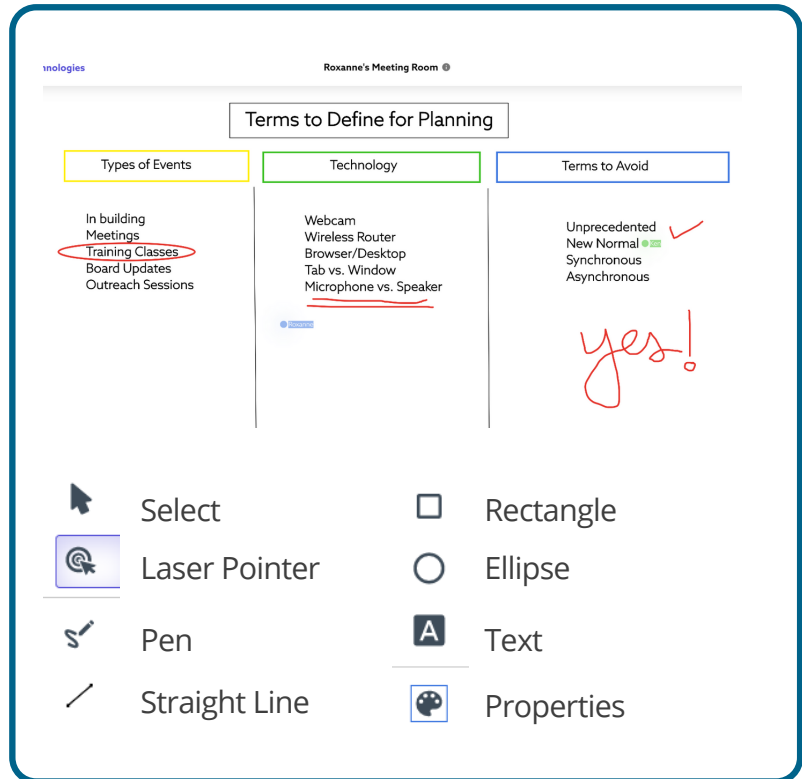 nnologies
Roxanne's Meeting Room
Terms to Define for Planning
Types of Events
In building
Meetings
Training Classes
Board Updates
Outreach Sessions
Technology
Webcam
Wireless Router
Browser/Desktop
Tab vs. Window
Microphone vs. Speaker
Roxanne
Terms to Avoid
Unprecedented
New Normal
Synchronous
Asynchronous
yes!
Select
Laser Pointer
Pen
Straight Line
Rectangle
Ellipse
A Text
Properties